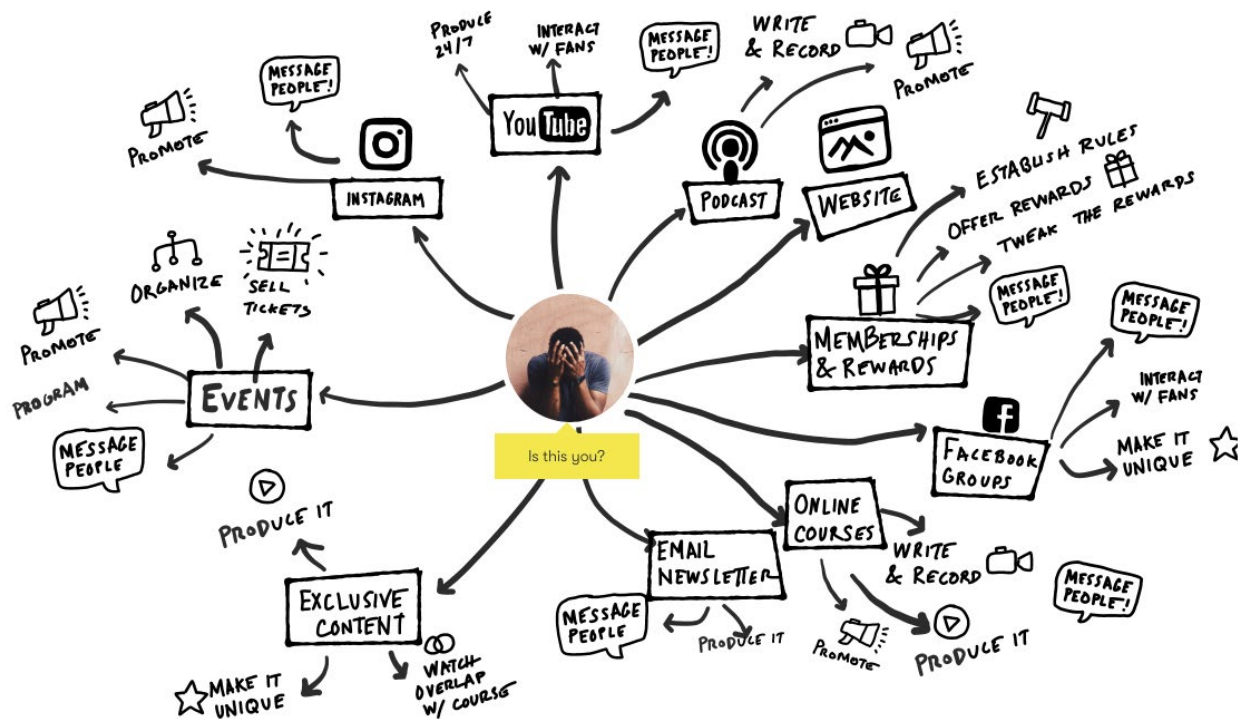 PRODUCE
24/7
INTERACT
W/ FANS
MESSAGE
PEOPLE!
WRITE
& RECORD
PROMOTE
MESSAGE
PEOPLE!
PROMOTE
YouTube
INSTAGRAM
PODCAST
WEBSITE
ESTABLISH RULES
OFFER REWARDS
TWEAK THE REWARDS
MESSAGE
PEOPLE!
MEMBERSHIPS
& REWARDS
ORGANIZE
SELL
TICKETS
PROMOTE
PROGRAM
EVENTS
MESSAGE
PEOPLE
MESSAGE
PEOPLE!
INTERACT
W/ FANS
MAKE IT
UNIQUE
FACEBOOK
GROUPS
Is this you?
ONLINE
COURSES
WRITE
& RECORD
MESSAGE
PEOPLE!
PROMOTE
PRODUCE IT
EMAIL
NEWSLETTER
MESSAGE
PEOPLE
PRODUCE IT
PRODUCE IT
EXCLUSIVE
CONTENT
MAKE IT
UNIQUE
WATCH
OVERLAP
W/ COURSE